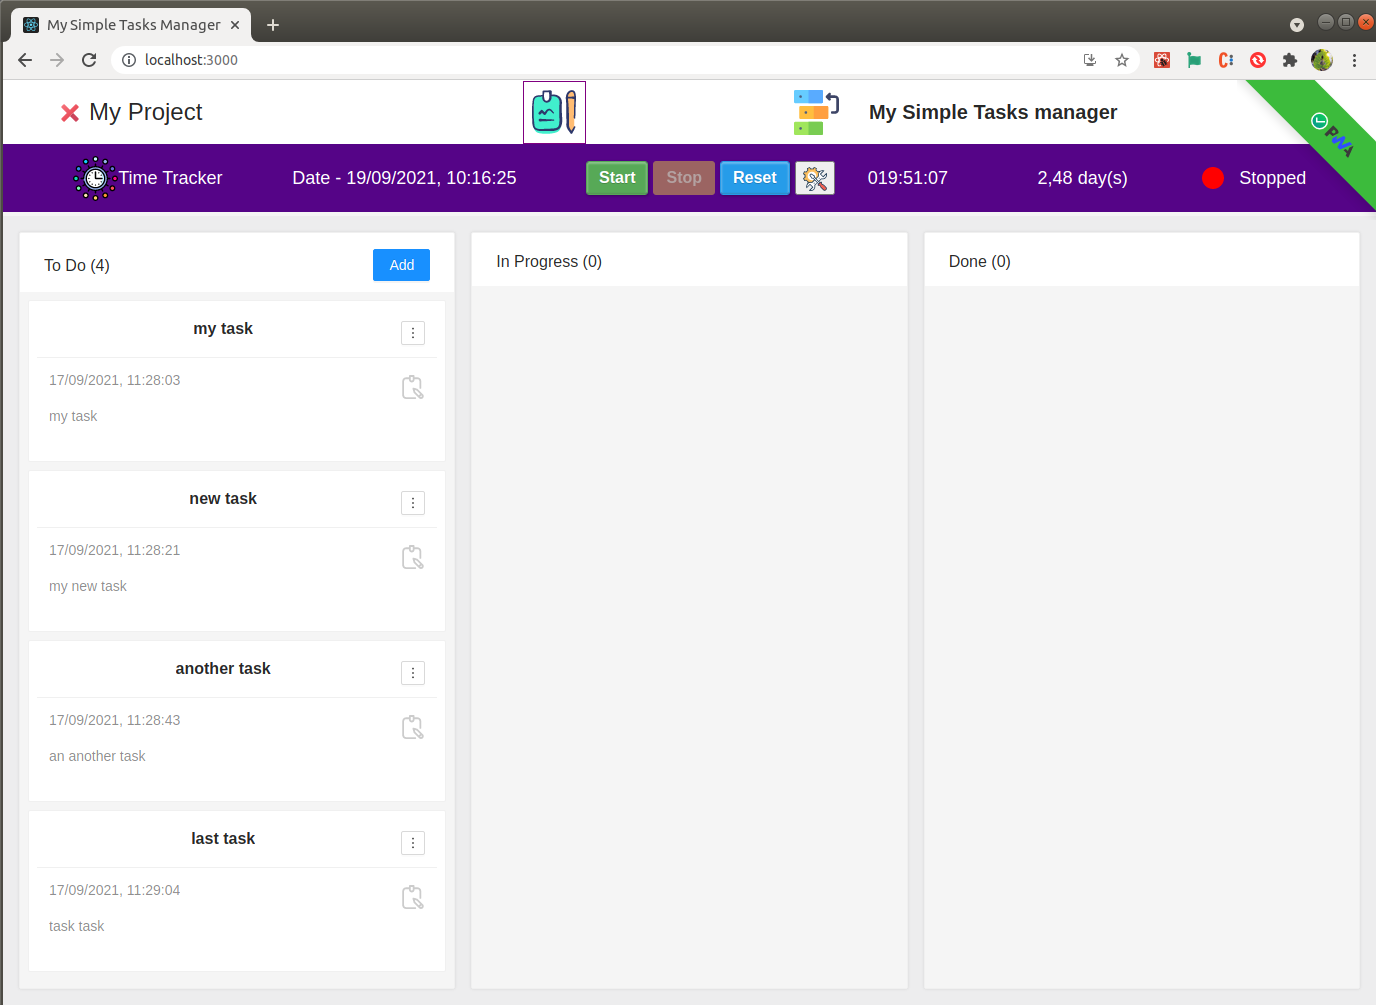 My Simple Tasks Manager
localhost:3000
My Project
My Simple Tasks manager
PWA
Time Tracker
Date - 19/09/2021, 10:16:25
Start
Stop
Reset
019:51:07
2,48 day(s)
Stopped
To Do (4)
Add
my task
17/09/2021, 11:28:03
my task
new task
17/09/2021, 11:28:21
my new task
another task
17/09/2021, 11:28:43
an another task
last task
17/09/2021, 11:29:04
task task
In Progress (0)
Done (0)